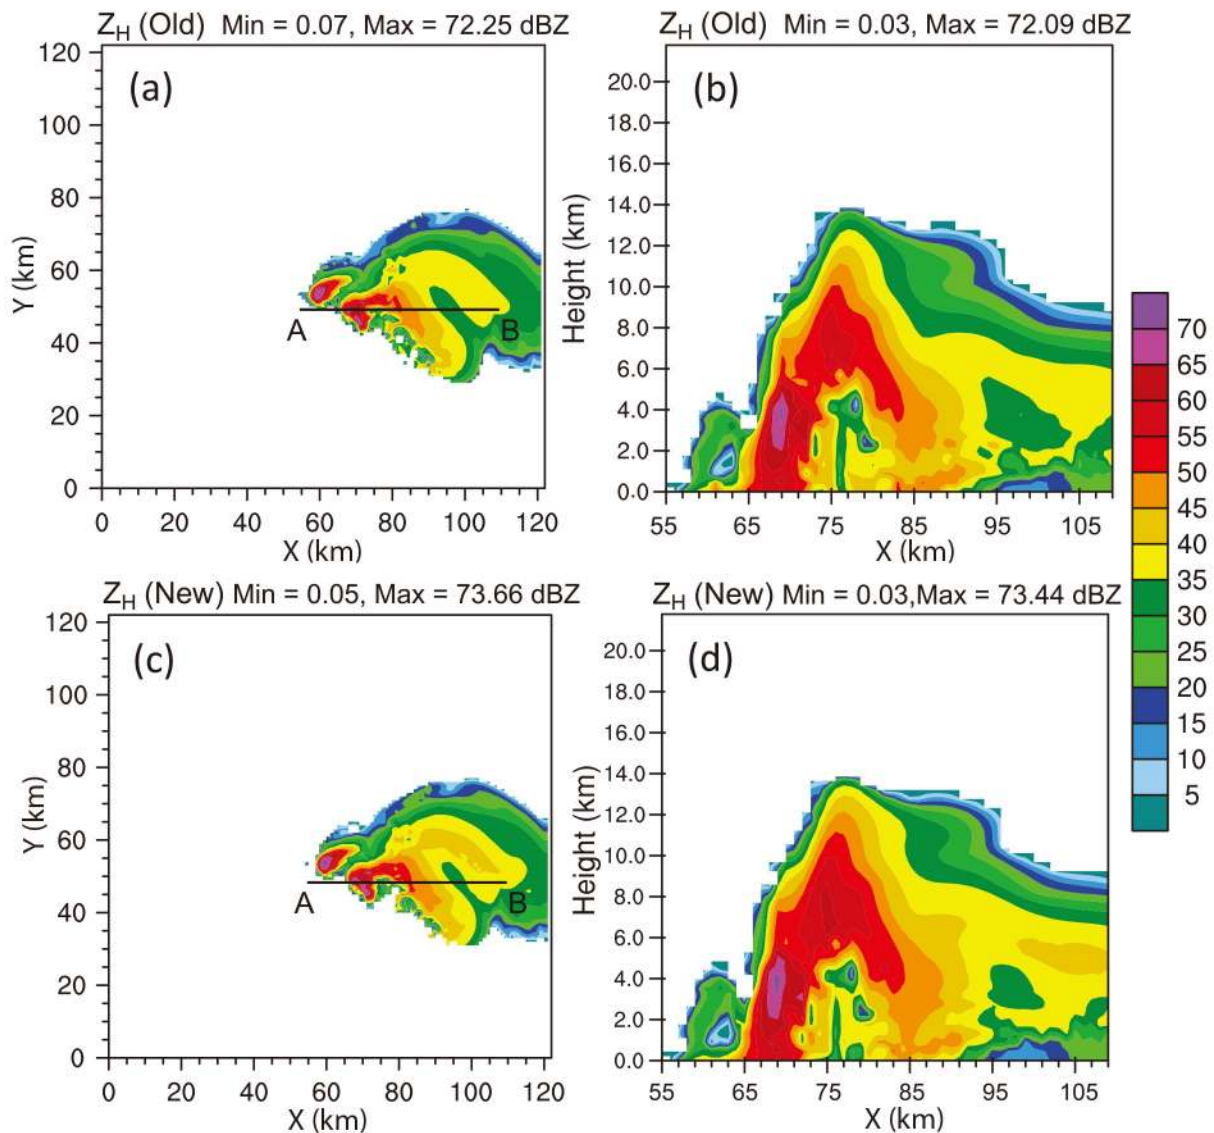 Z_H (Old) Min = 0.07, Max = 72.25 dBZ
(a)
Y (km)
120
100
80
60
40
20
0
A
B
0 20 40 60 80 100 120
X (km)
Z_H (Old) Min = 0.03, Max = 72.09 dBZ
(b)
Height (km)
20.0
18.0
16.0
14.0
12.0
10.0
8.0
6.0
4.0
2.0
0.0
55 65 75 85 95 105
X (km)
Z_H (New) Min = 0.05, Max = 73.66 dBZ
(c)
Y (km)
120
100
80
60
40
20
0
A
B
0 20 40 60 80 100 120
X (km)
Z_H (New) Min = 0.03,Max = 73.44 dBZ
(d)
Height (km)
20.0
18.0
16.0
14.0
12.0
10.0
8.0
6.0
4.0
2.0
0.0
55 65 75 85 95 105
X (km)
70
65
60
55
50
45
40
35
30
25
20
15
10
5